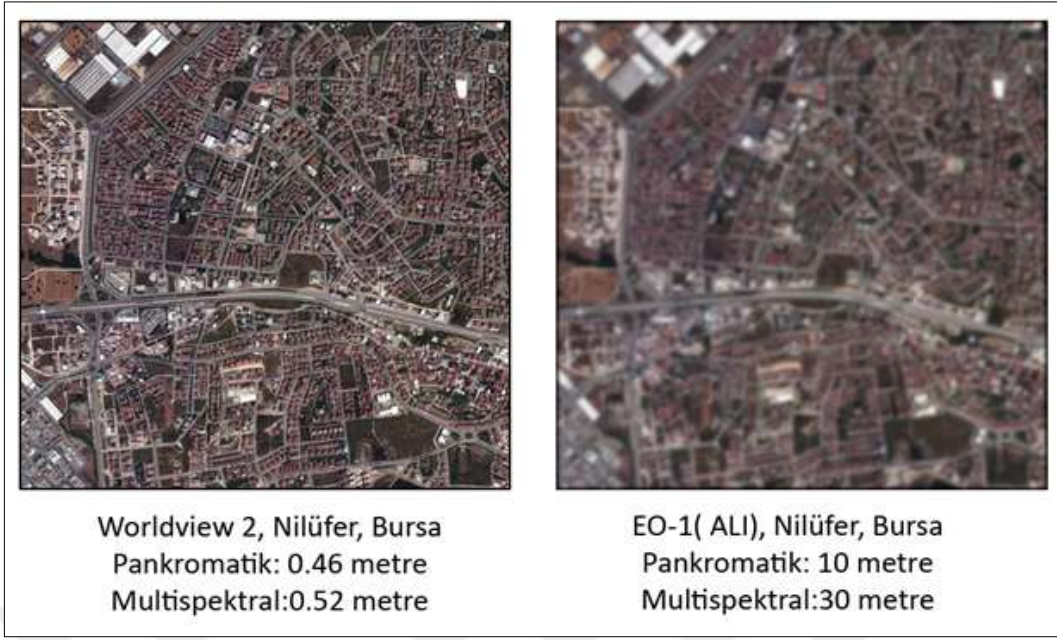 Worldview 2, Nilüfer, Bursa
Pankromatik: 0.46 metre
Multispektral:0.52 metre
EO-1( ALI), Nilüfer, Bursa
Pankromatik: 10 metre
Multispektral:30 metre